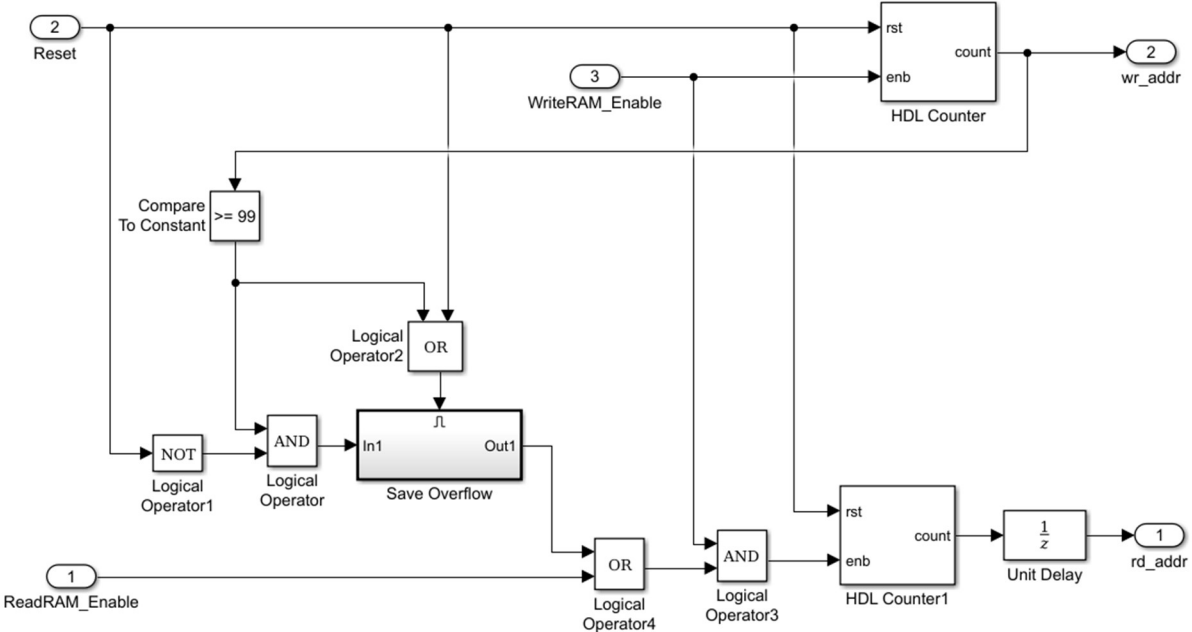 2
Reset
rst
count
enb
HDL Counter
2
wr_addr
3
WriteRAM_Enable
Compare
To Constant
>= 99
Logical
Operator2
OR
NOT
Logical
Operator1
AND
Logical
Operator
In1
Out1
Save Overflow
1
ReadRAM_Enable
OR
Logical
Operator4
AND
Logical
Operator3
rst
count
enb
HDL Counter1
1
z
Unit Delay
1
rd_addr